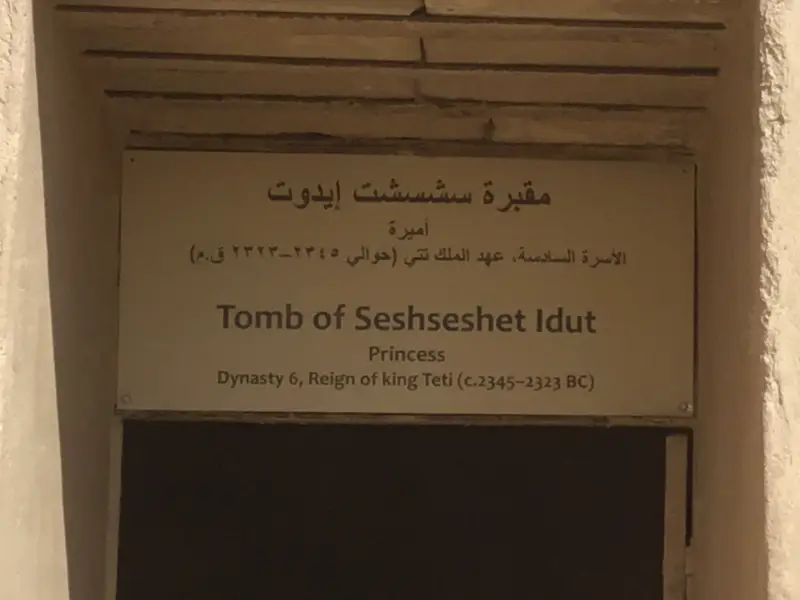 مقبرة سشسشت إيدوت
أميرة
الأسرة السادسة، عهد الملك تتي (حوالي ٢٣٤٥–٢٣٢٣ ق.م)
Tomb of Seshseshet Idut
Princess
Dynasty 6, Reign of king Teti (c.2345–2323 BC)